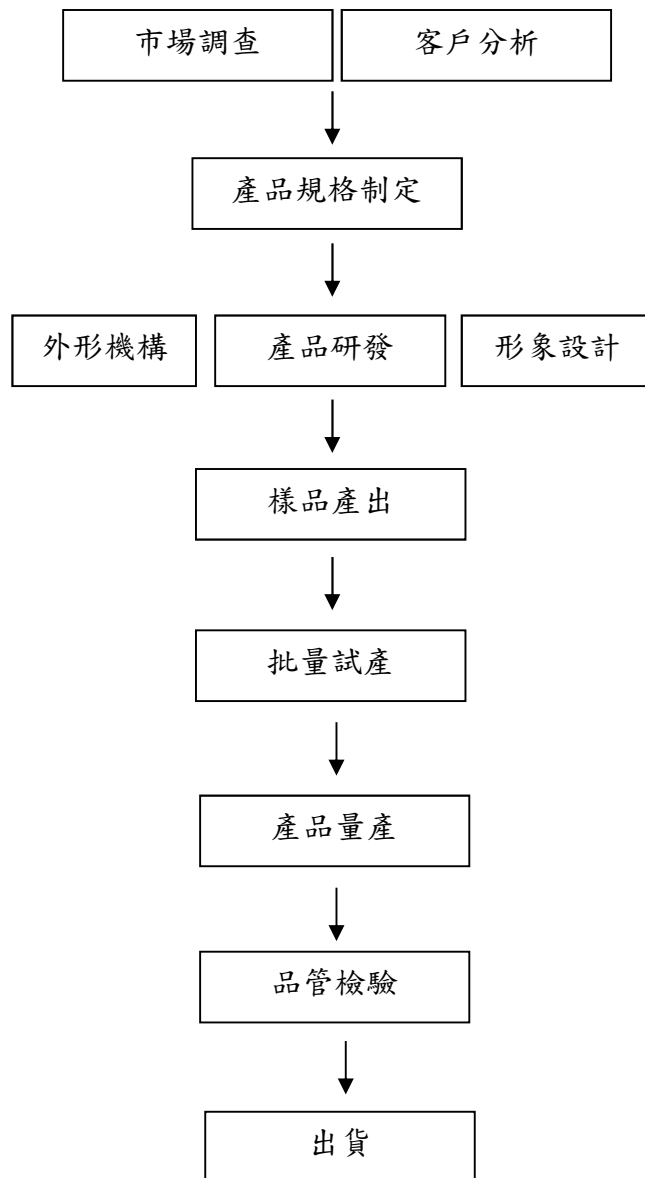 市場調查 客戶分析
產品規格制定
外形機構 產品研發 形象設計
樣品產出
批量試產
產品量產
品管檢驗
出貨